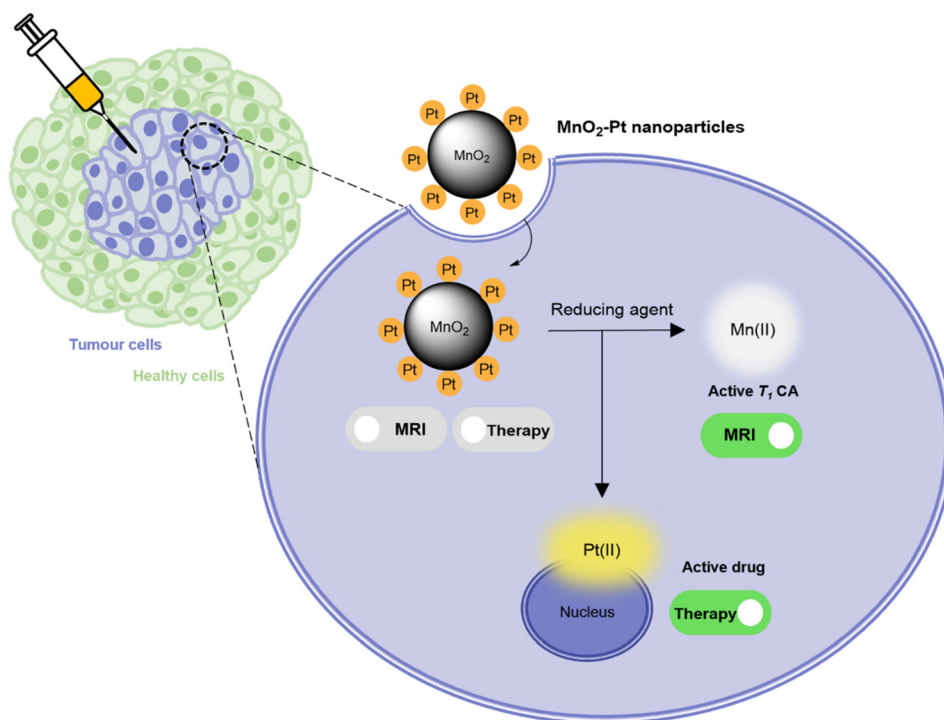 Pt
Pt
Pt
Pt
Pt
Pt
Pt
Pt
MnO₂
MnO₂-Pt nanoparticles
Tumour cells
Healthy cells
Pt
Pt
Pt
Pt
Pt
Pt
Pt
Pt
MnO₂
Reducing agent
Mn(II)
Active T₁ CA
MRI
MRI
Therapy
Pt(II)
Nucleus
Active drug
Therapy